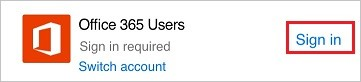 Office 365 Users
Sign in required
Sign in
Switch account